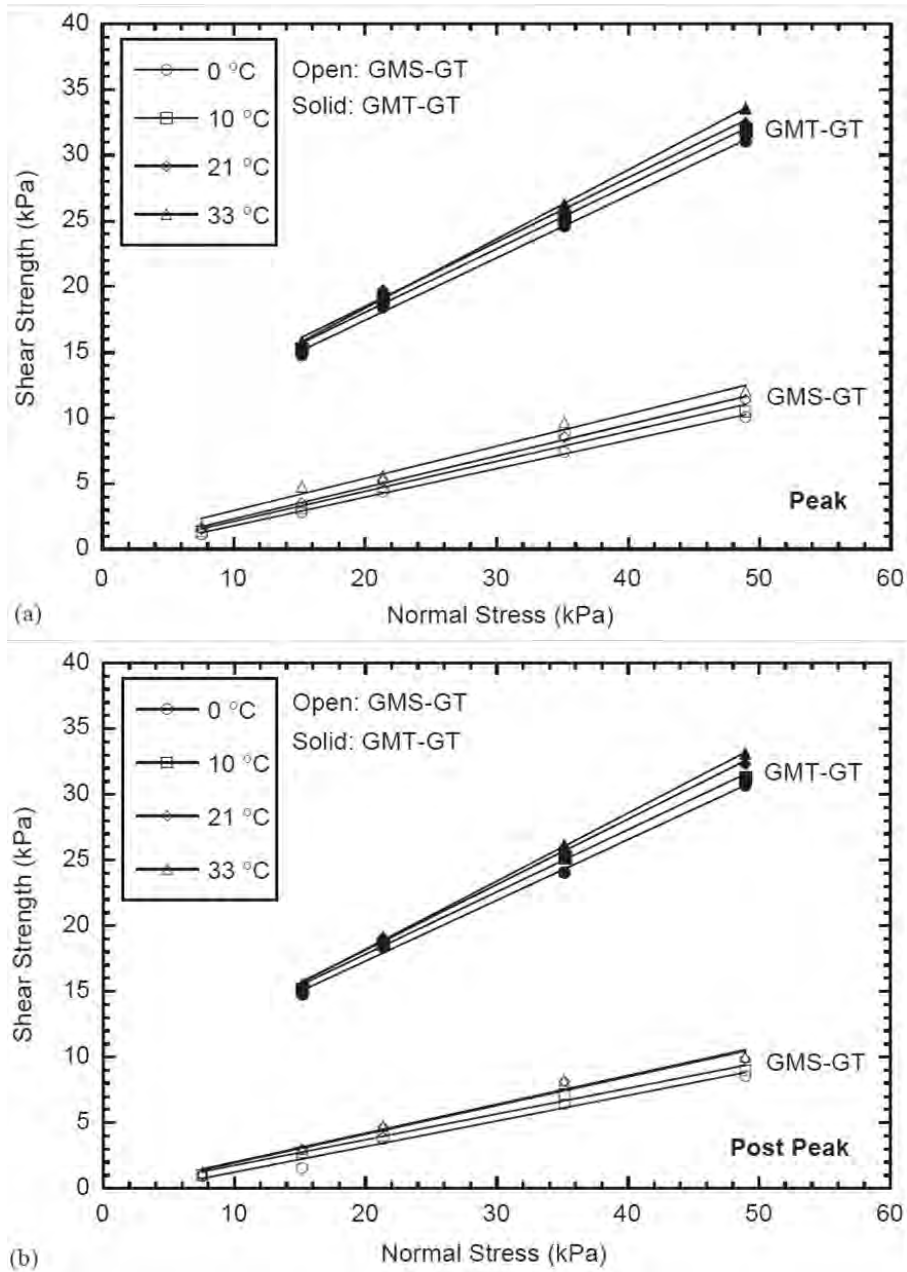 40
35
30
25
20
15
10
5
0
Shear Strength (kPa)
0 °C
10 °C
21 °C
33 °C
Open: GMS-GT
Solid: GMT-GT
GMT-GT
GMS-GT
Peak
0 10 20 30 40 50 60
(a)
Normal Stress (kPa)
40
35
30
25
20
15
10
5
0
Shear Strength (kPa)
0 °C
10 °C
21 °C
33 °C
Open: GMS-GT
Solid: GMT-GT
GMT-GT
GMS-GT
Post Peak
0 10 20 30 40 50 60
(b)
Normal Stress (kPa)